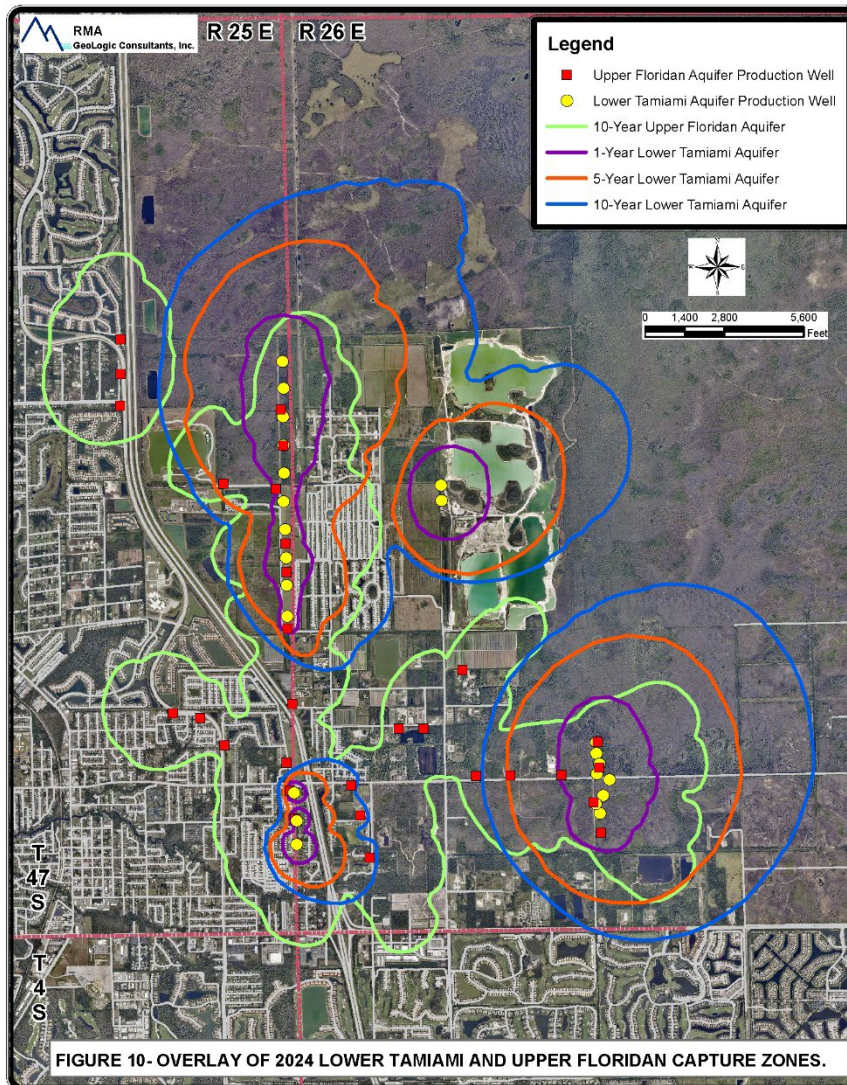 RMA
GeoLogic Consultants, Inc.
R 25 E
R 26 E
Legend
Upper Floridan Aquifer Production Well
Lower Tamiami Aquifer Production Well
10-Year Upper Floridan Aquifer
1-Year Lower Tamiami Aquifer
5-Year Lower Tamiami Aquifer
10-Year Lower Tamiami Aquifer
N
W E
S
0 1,400 2,800 5,600
Feet
T
47
S
T
4
S
FIGURE 10- OVERLAY OF 2024 LOWER TAMIAMI AND UPPER FLORIDAN CAPTURE ZONES.